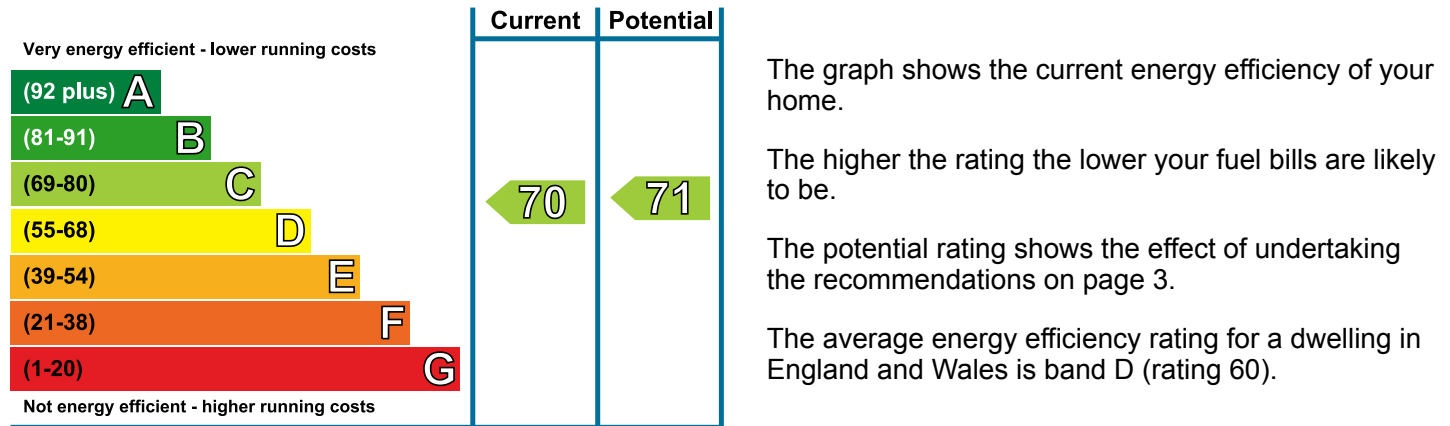 Current Potential
Very energy efficient - lower running costs
(92 plus) A
(81-91) B
(69-80) C
(55-68) D
(39-54) E
(21-38) F
(1-20) G
Not energy efficient - higher running costs
70 71
The graph shows the current energy efficiency of your
home.
The higher the rating the lower your fuel bills are likely
to be.
The potential rating shows the effect of undertaking
the recommendations on page 3.
The average energy efficiency rating for a dwelling in
England and Wales is band D (rating 60).